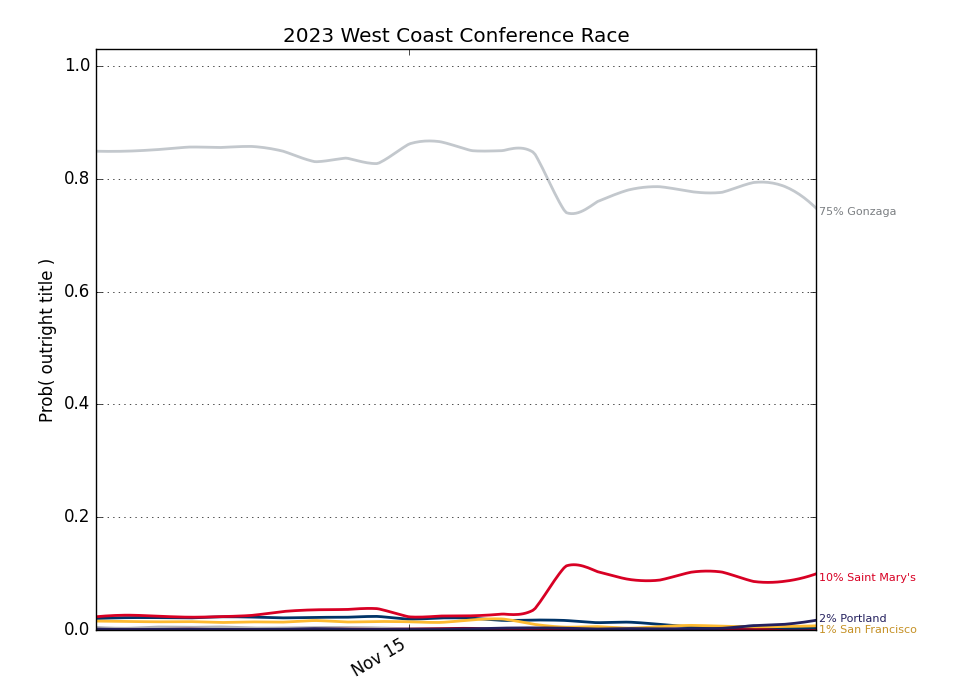 2023 West Coast Conference Race
1.0
0.8
0.6
0.4
0.2
0.0
Prob( outright title )
Nov 15
75% Gonzaga
10% Saint Mary's
2% Portland
1% San Francisco